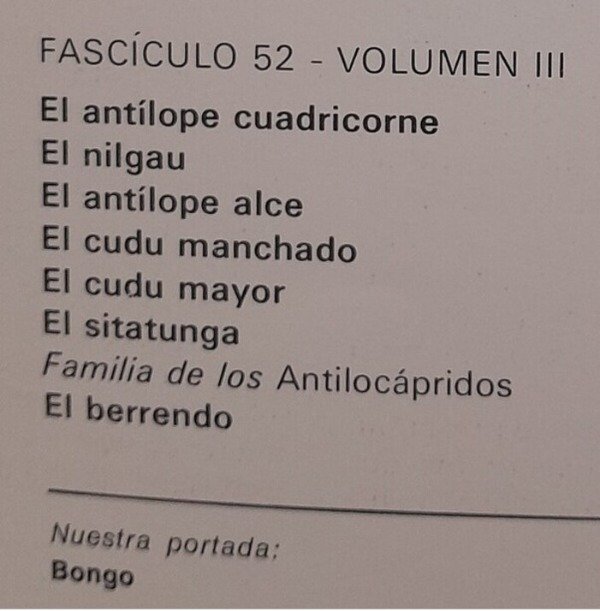 FASCÍCULO 52 - VOLUMEN III
El antílope cuadricorne
El nilgau
El antílope alce
El cudu manchado
El cudu mayor
El sitatunga
Familia de los Antilocápridos
El berrendo
Nuestra portada:
Bongo